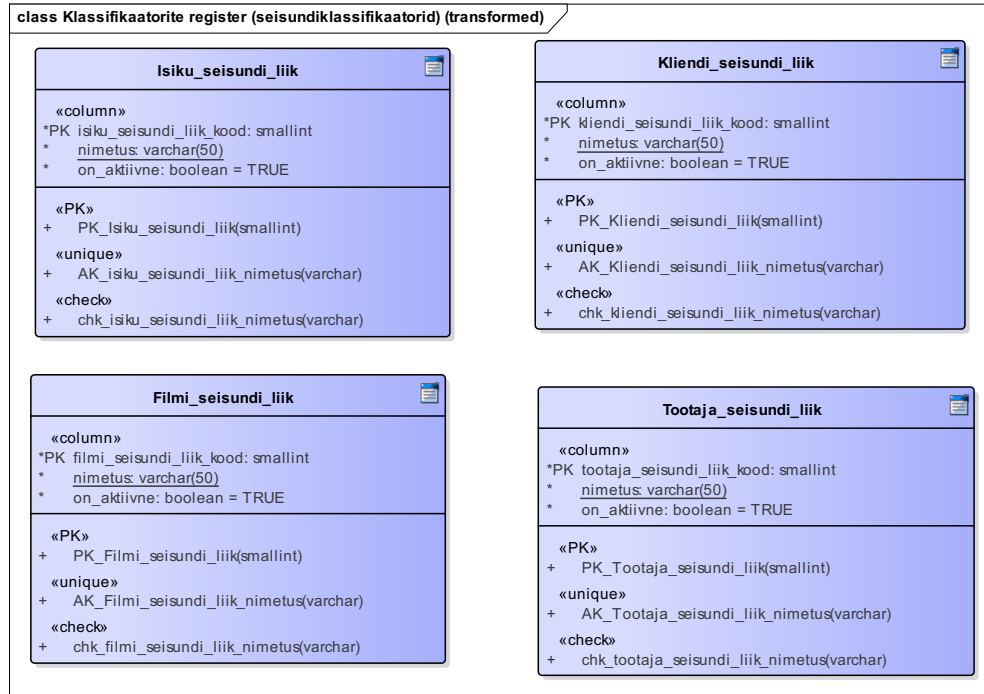 class Klassifikaatorite register (seisundiklassifikaatorid) (transformed)
Isiku_seisundi_liik
«column»
*PK isiku_seisundi_liik_kood: smallint
* nimetus: varchar(50)
* on_aktiivne: boolean = TRUE
«PK»
+ PK_Isiku_seisundi_liik(smallint)
«unique»
+ AK_isiku_seisundi_liik_nimetus(varchar)
«check»
+ chk_isiku_seisundi_liik_nimetus(varchar)
Kliendi_seisundi_liik
«column»
*PK kliendi_seisundi_liik_kood: smallint
* nimetus: varchar(50)
* on_aktiivne: boolean = TRUE
«PK»
+ PK_Kliendi_seisundi_liik(smallint)
«unique»
+ AK_Kliendi_seisundi_liik_nimetus(varchar)
«check»
+ chk_kliendi_seisundi_liik_nimetus(varchar)
Filmi_seisundi_liik
«column»
*PK filmi_seisundi_liik_kood: smallint
* nimetus: varchar(50)
* on_aktiivne: boolean = TRUE
«PK»
+ PK_Filmi_seisundi_liik(smallint)
«unique»
+ AK_Filmi_seisundi_liik_nimetus(varchar)
«check»
+ chk_filmi_seisundi_liik_nimetus(varchar)
Tootaja_seisundi_liik
«column»
*PK tootaja_seisundi_liik_kood: smallint
* nimetus: varchar(50)
* on_aktiivne: boolean = TRUE
«PK»
+ PK_Tootaja_seisundi_liik(smallint)
«unique»
+ AK_Tootaja_seisundi_liik_nimetus(varchar)
«check»
+ chk_tootaja_seisundi_liik_nimetus(varchar)